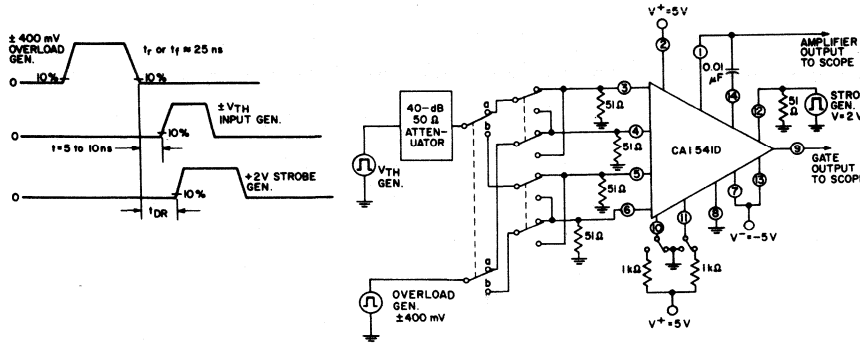 ± 400 mV
OVERLOAD
GEN.
tr or tf ≈ 25 ns
10%
10%
0
±VTH
INPUT GEN.
10%
0
t=5 to 10ns
+2V STROBE
GEN.
10%
0
tDR
V+=5V
②
①
AMPLIFIER
OUTPUT
TO SCOPE
0.01
μF
⑭
⑫
51
Ω
STRO
GEN.
V=2V
40-dB
50 Ω
ATTEN-
UATOR
a
b
③
51Ω
④
51Ω
⑤
51Ω
⑥
51Ω
CA1541D
⑨
GATE
OUTPUT
TO SCOPE
VTH
GEN.
⑦
⑬
⑧
⑪
⑩
V-=-5V
a
b
1kΩ
1kΩ
OVERLOAD
GEN.
±400mV
V+=5V